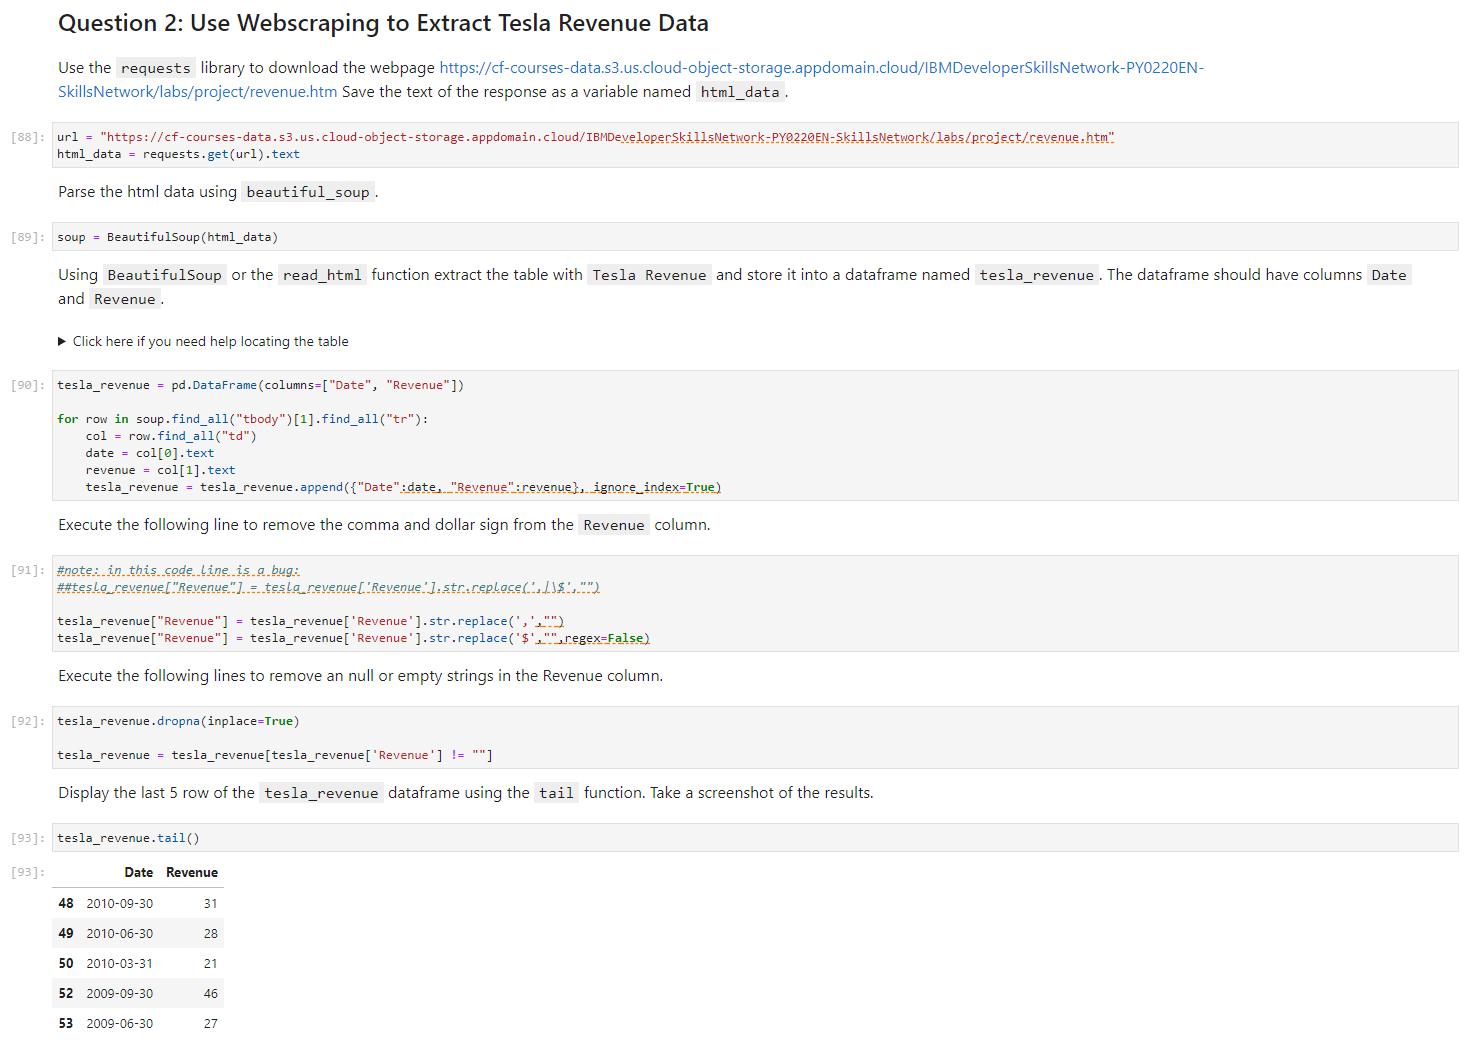 Question 2: Use Webscraping to Extract Tesla Revenue Data
Use the requests library to download the webpage https://cf-courses-data.s3.us.cloud-object-storage.appdomain.cloud/IBMDeveloperSkillsNetwork-PY0220EN-
SkillsNetwork/labs/project/revenue.htm Save the text of the response as a variable named html_data.
[88]: url = "https://cf-courses-data.s3.us.cloud-object-storage.appdomain.cloud/IBMDeveloperSkillsNetwork-PY0220EN-SkillsNetwork/labs/project/revenue.htm"
html_data = requests.get(url).text
Parse the html data using beautiful_soup.
[89]: soup = BeautifulSoup(html_data)
Using BeautifulSoup or the read_html function extract the table with Tesla Revenue and store it into a dataframe named tesla_revenue. The dataframe should have columns Date
and Revenue.
▶ Click here if you need help locating the table
[90]: tesla_revenue = pd.DataFrame(columns=["Date", "Revenue"])
for row in soup.find_all("tbody")[1].find_all("tr"):
    col = row.find_all("td")
    date = col[0].text
    revenue = col[1].text
    tesla_revenue = tesla_revenue.append({"Date":date, "Revenue":revenue}, ignore_index=True)
Execute the following line to remove the comma and dollar sign from the Revenue column.
[91]: #note: in this code line is a bug:
##tesla_revenue["Revenue"] = tesla_revenue['Revenue'].str.replace(',|\$',"")
tesla_revenue["Revenue"] = tesla_revenue['Revenue'].str.replace(',',"")
tesla_revenue["Revenue"] = tesla_revenue['Revenue'].str.replace('$',"",regex=False)
Execute the following lines to remove an null or empty strings in the Revenue column.
[92]: tesla_revenue.dropna(inplace=True)
tesla_revenue = tesla_revenue[tesla_revenue['Revenue'] != ""]
Display the last 5 row of the tesla_revenue dataframe using the tail function. Take a screenshot of the results.
[93]: tesla_revenue.tail()
[93]: Date Revenue
48 2010-09-30 31
49 2010-06-30 28
50 2010-03-31 21
52 2009-09-30 46
53 2009-06-30 27